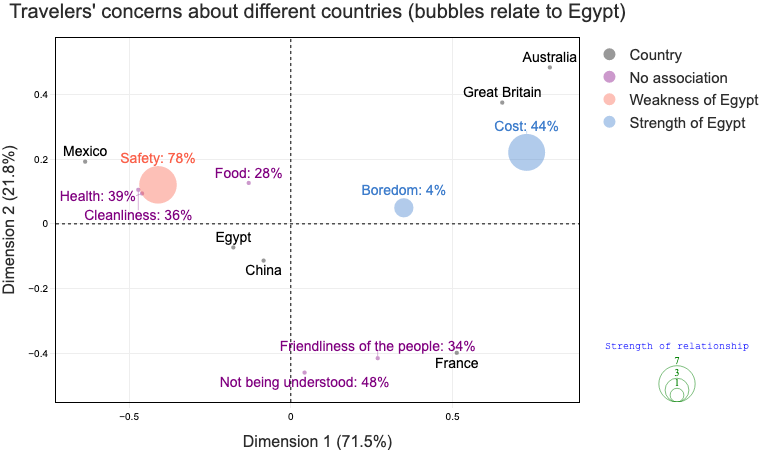 Travelers' concerns about different countries (bubbles relate to Egypt)
Country
No association
Weakness of Egypt
Strength of Egypt
Australia
Great Britain
Cost: 44%
Mexico
Safety: 78%
Food: 28%
Health: 39%
Cleanliness: 36%
Boredom: 4%
Egypt
China
Friendliness of the people: 34%
France
Not being understood: 48%
0.4
0.2
0
−0.2
−0.4
Dimension 2 (21.8%)
−0.5
0
0.5
Dimension 1 (71.5%)
Strength of relationship
7
3
1